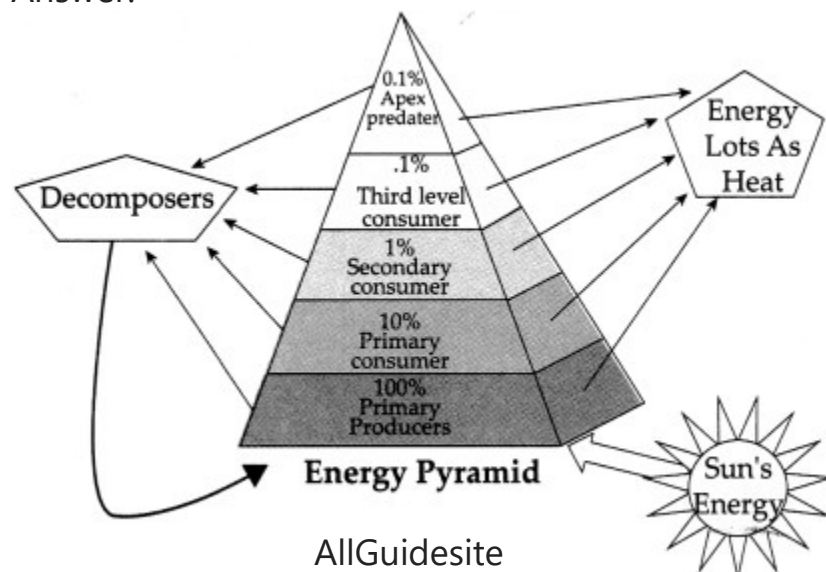 Answer:
0.1%
Apex
predater
.1%
Third level
consumer
1%
Secondary
consumer
10%
Primary
consumer
100%
Primary
Producers
Decomposers
Energy
Lots As
Heat
Sun's
Energy
Energy Pyramid
AllGuidesite